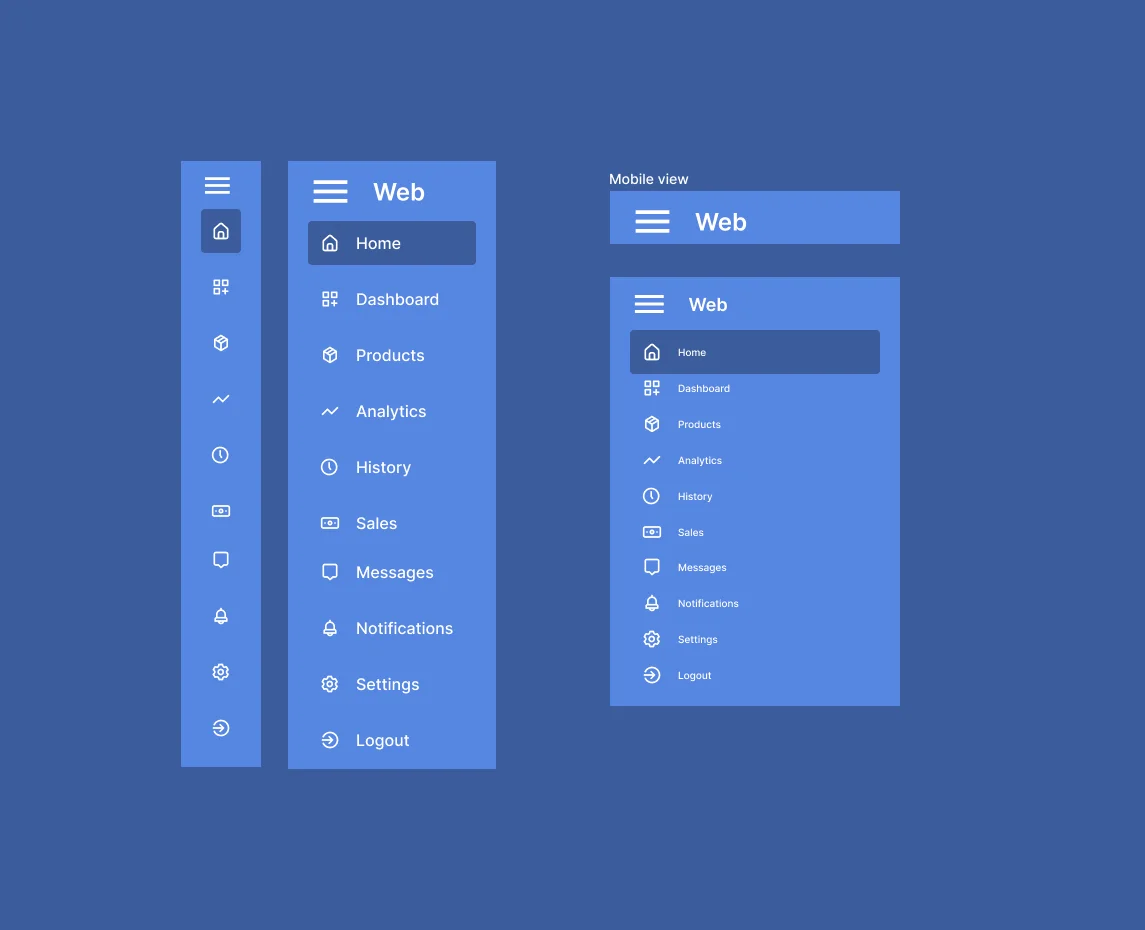 Web
Home
Dashboard
Products
Analytics
History
Sales
Messages
Notifications
Settings
Logout
Mobile view
Web
Web
Home
Dashboard
Products
Analytics
History
Sales
Messages
Notifications
Settings
Logout